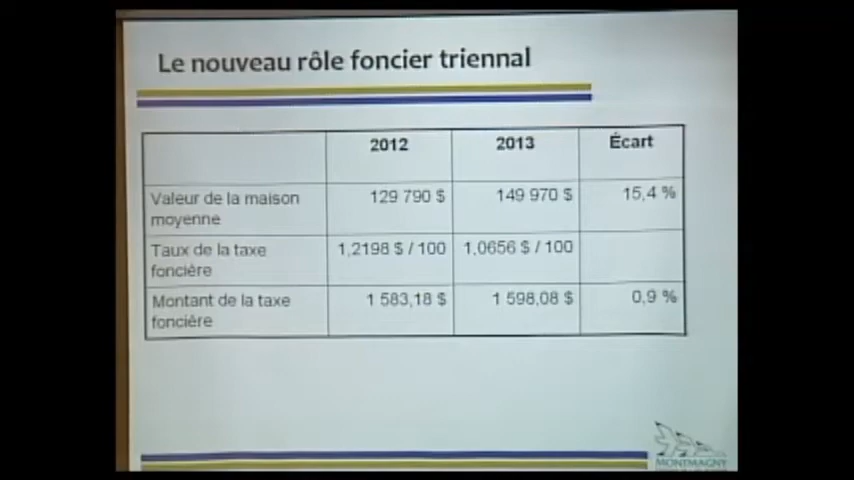 Le nouveau rôle foncier triennal
2012 2013 Écart
Valeur de la maison moyenne 129 790 $ 149 970 $ 15,4 %
Taux de la taxe foncière 1,2198 $ / 100 1,0656 $ / 100
Montant de la taxe foncière 1 583,18 $ 1 598,08 $ 0,9 %
MONTMAGNY